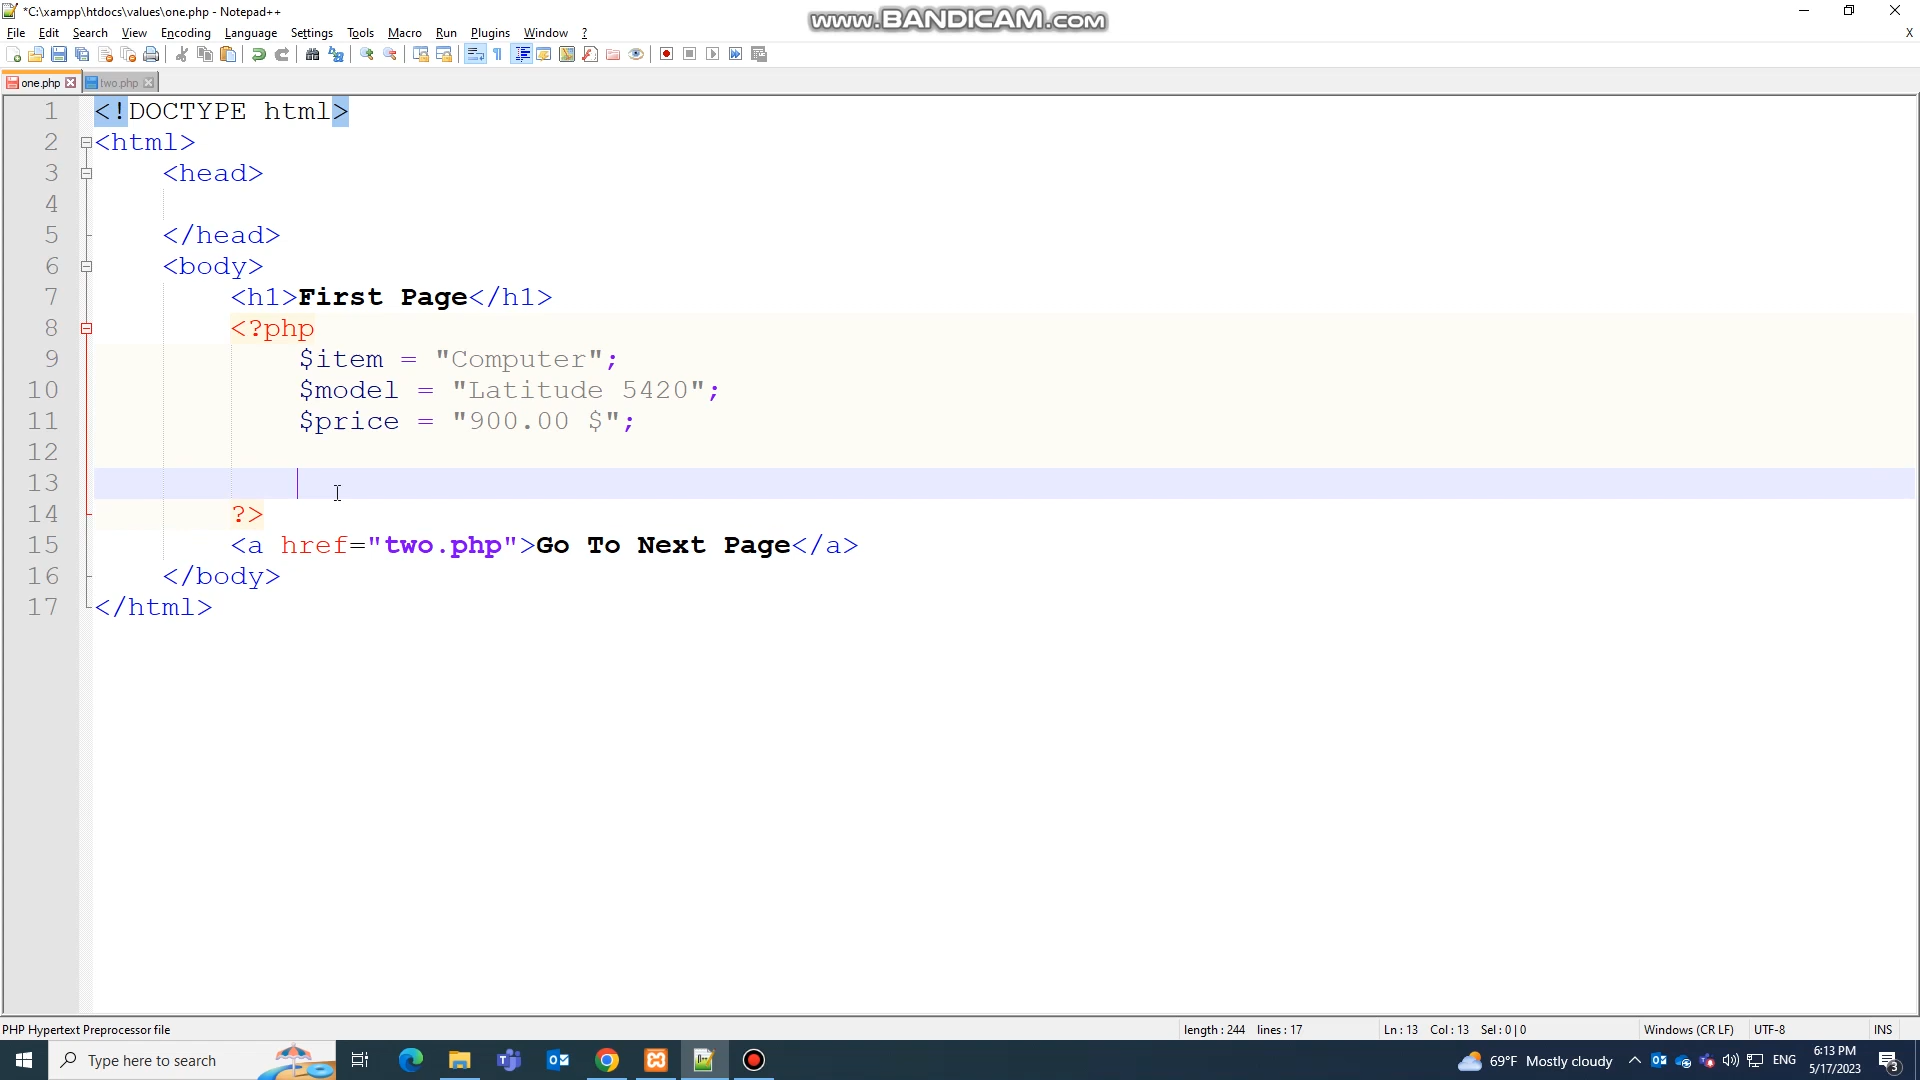 *C:\xampp\htdocs\values\one.php - Notepad++
www.BANDICAM.com
File Edit Search View Encoding Language Settings Tools Macro Run Plugins Window ? X
one.php two.php
1 <!DOCTYPE html>
2 <html>
3 <head>
4
5 </head>
6 <body>
7 <h1>First Page</h1>
8 <?php
9 $item = "Computer";
10 $model = "Latitude 5420";
11 $price = "900.00 $";
12
13
14 ?>
15 <a href="two.php">Go To Next Page</a>
16 </body>
17 </html>
PHP Hypertext Preprocessor file length : 244 lines : 17 Ln : 13 Col : 13 Sel : 0 | 0 Windows (CR LF) UTF-8 INS
Type here to search 69°F Mostly cloudy ENG 6:13 PM
5/17/2023 3